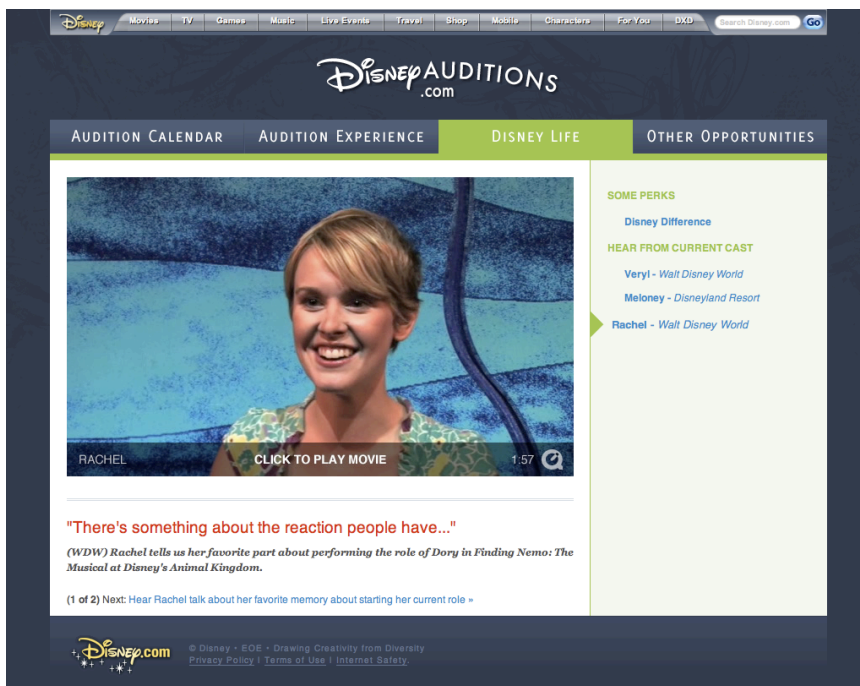 Disney Movies TV Games Music Live Events Travel Shop Mobile Characters For You DXD Search Disney.com Go
Disney AUDITIONS
.com
AUDITION CALENDAR AUDITION EXPERIENCE DISNEY LIFE OTHER OPPORTUNITIES
SOME PERKS
Disney Difference
HEAR FROM CURRENT CAST
Veryl - Walt Disney World
Meloney - Disneyland Resort
Rachel - Walt Disney World
RACHEL CLICK TO PLAY MOVIE 1:57
"There's something about the reaction people have..."
(WDW) Rachel tells us her favorite part about performing the role of Dory in Finding Nemo: The
Musical at Disney's Animal Kingdom.
(1 of 2) Next: Hear Rachel talk about her favorite memory about starting her current role »
Disney.com
© Disney • EOE • Drawing Creativity from Diversity
Privacy Policy | Terms of Use | Internet Safety.